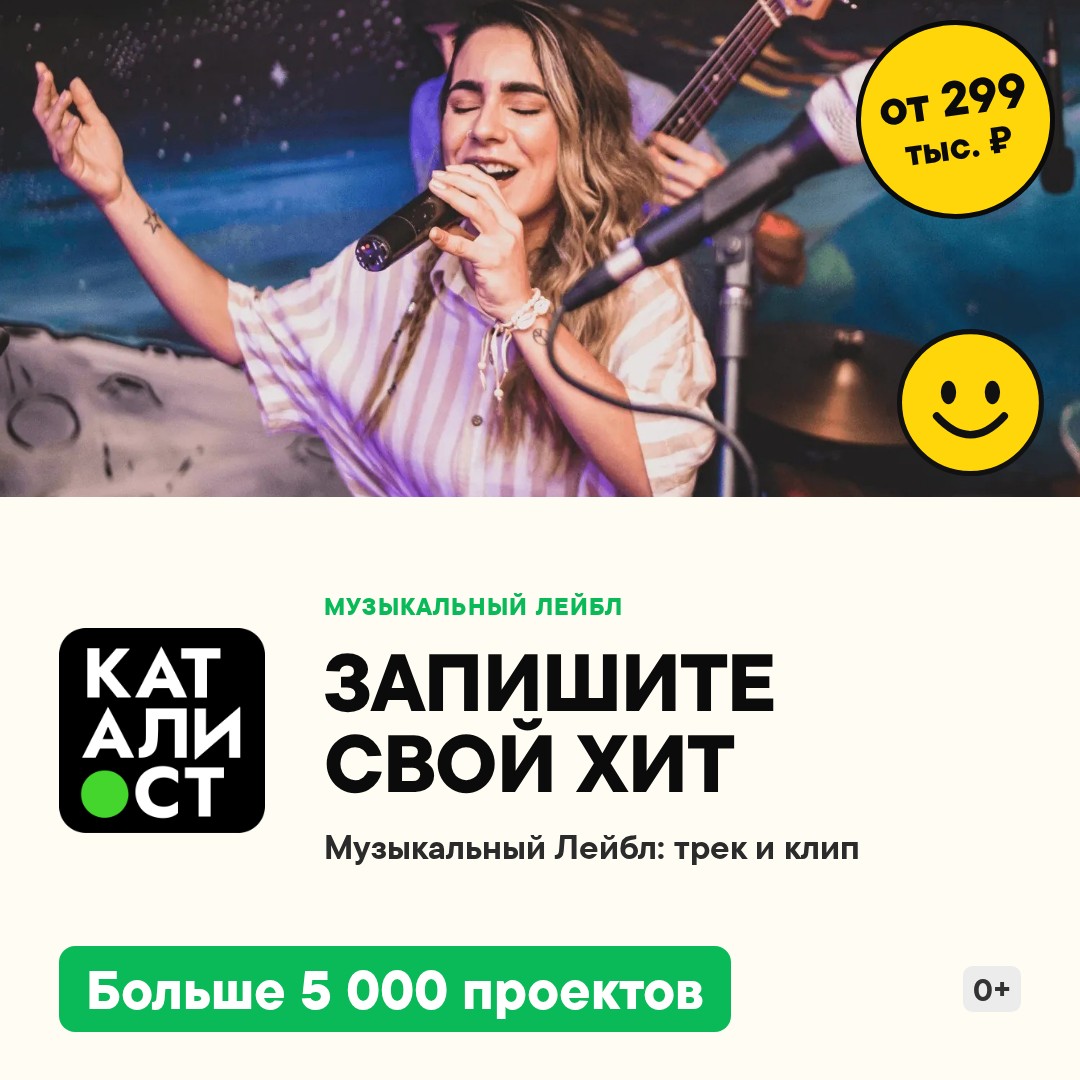 от 299
тыс. ₽
МУЗЫКАЛЬНЫЙ ЛЕЙБЛ
КАТ
АЛИ
СТ
ЗАПИШИТЕ
СВОЙ ХИТ
Музыкальный Лейбл: трек и клип
Больше 5 000 проектов
0+